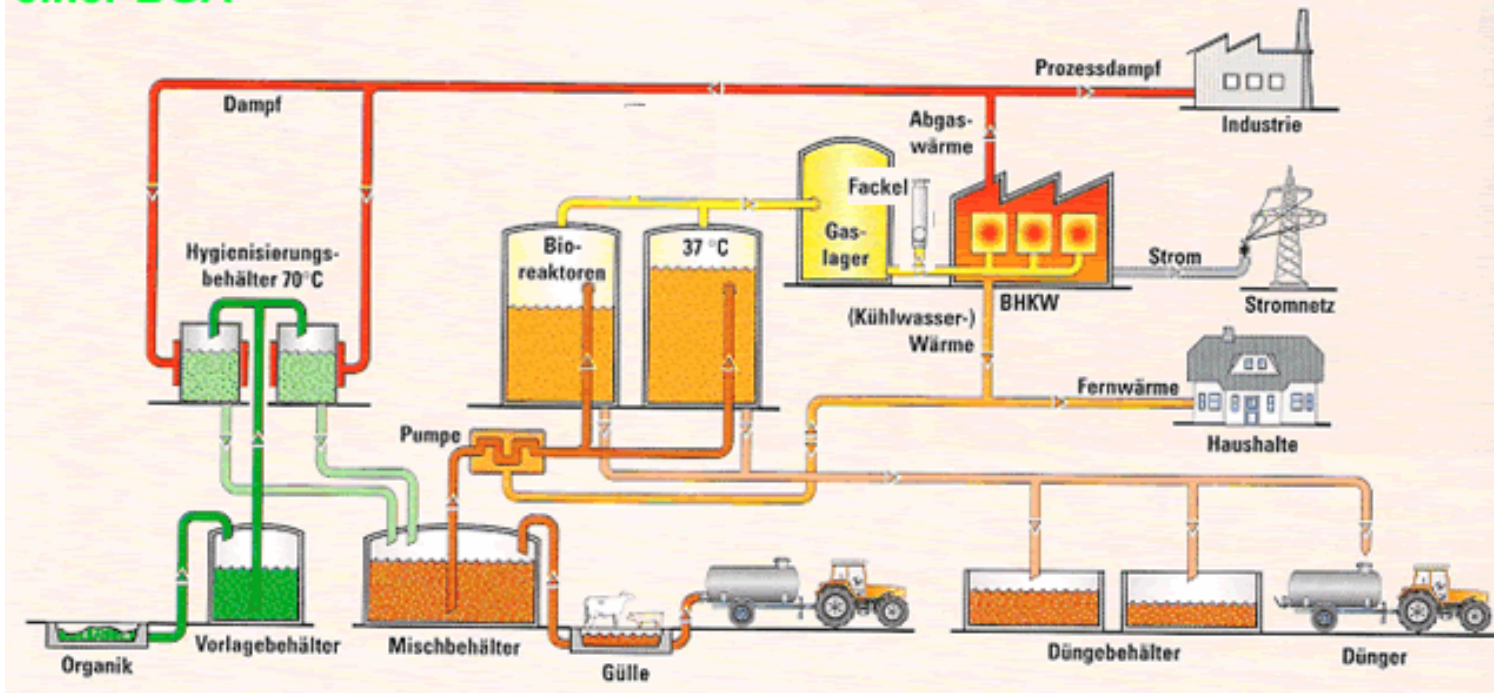 Prozessdampf
Dampf
Industrie
Abgas-
wärme
Fackel
Gas-
lager
Bio-
reaktoren
37 °C
Hygienisierungs-
behälter 70°C
Strom
Stromnetz
BHKW
(Kühlwasser-)
Wärme
Fernwärme
Haushalte
Pumpe
Organik
Vorlagebehälter
Mischbehälter
Gülle
Düngebehälter
Dünger